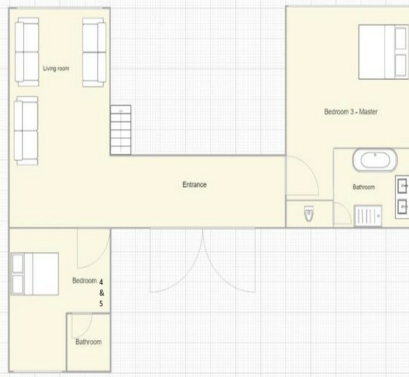 Living room
Bedroom 3 - Master
Bathroom
Entrance
Bedroom 4
&
5
Bathroom